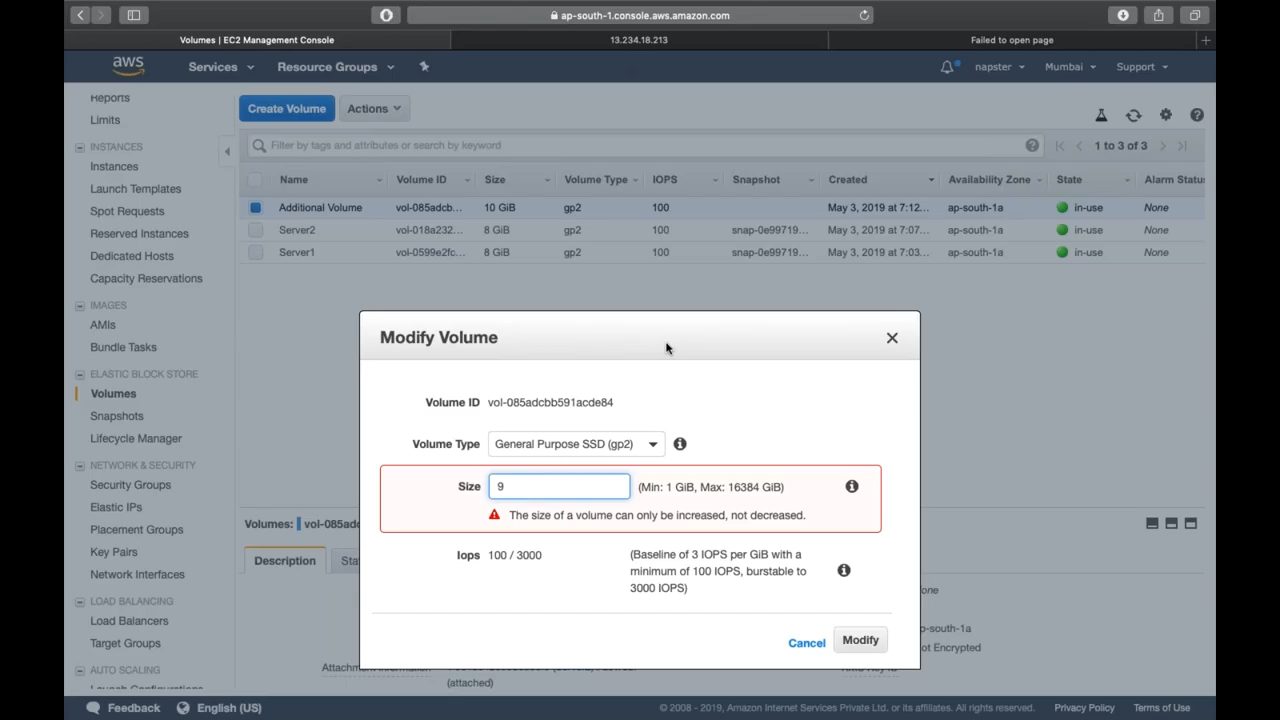 ap-south-1.console.aws.amazon.com
Volumes | EC2 Management Console
13.234.18.213
Failed to open page
aws
Services
Resource Groups
napster
Mumbai
Support
Reports
Limits
INSTANCES
Instances
Launch Templates
Spot Requests
Reserved Instances
Dedicated Hosts
Capacity Reservations
IMAGES
AMIs
Bundle Tasks
ELASTIC BLOCK STORE
Volumes
Snapshots
Lifecycle Manager
NETWORK & SECURITY
Security Groups
Elastic IPs
Placement Groups
Key Pairs
Network Interfaces
LOAD BALANCING
Load Balancers
Target Groups
AUTO SCALING
Launch Configurations
Create Volume
Actions
Filter by tags and attributes or search by keyword
1 to 3 of 3
Name Volume ID Size Volume Type IOPS Snapshot Created Availability Zone State Alarm Status
Additional Volume vol-085adcb... 10 GiB gp2 100 May 3, 2019 at 7:12... ap-south-1a in-use None
Server2 vol-018a232... 8 GiB gp2 100 snap-0e99719... May 3, 2019 at 7:07... ap-south-1a in-use None
Server1 vol-0599e2fc... 8 GiB gp2 100 snap-0e99719... May 3, 2019 at 7:03... ap-south-1a in-use None
Modify Volume
Volume ID vol-085adcbb591acde84
Volume Type General Purpose SSD (gp2)
Size 9 (Min: 1 GiB, Max: 16384 GiB)
The size of a volume can only be increased, not decreased.
Iops 100 / 3000 (Baseline of 3 IOPS per GiB with a
minimum of 100 IOPS, burstable to
3000 IOPS)
Cancel Modify
Volumes: vol-085ad
Description Sta
one
p-south-1a
ot Encrypted
(attached)
Feedback
English (US)
© 2008 - 2019, Amazon Internet Services Private Ltd. or its affiliates. All rights reserved.
Privacy Policy
Terms of Use